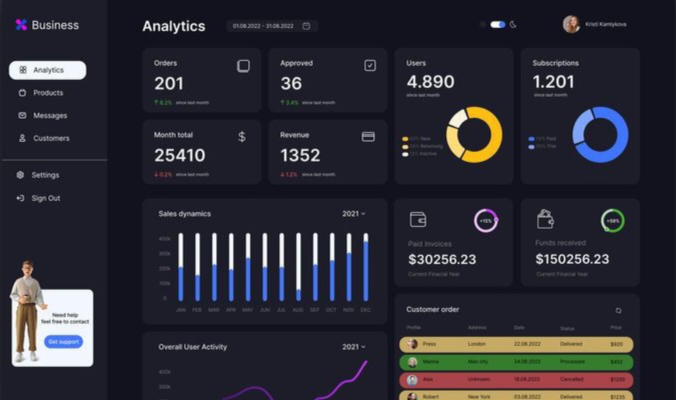 Business
Analytics
Products
Messages
Customers
Settings
Sign Out
Need help
feel free to contact
Get support
Analytics
01.08.2022 - 31.08.2022
Kristi Kamlykova
Orders
201
8.2% since last month
Approved
36
3.4% since last month
Month total
25410
0.2% since last month
Revenue
1352
1.2% since last month
Users
4.890
since last month
New
Returning
Inactive
Subscriptions
1.201
since last month
Paid
Trial
Sales dynamics
2021
400k
300k
200k
100k
0
JAN FEB MAR APR MAY JUN JUL AUG SEP OCT NOV DEC
Paid Invoices
$30256.23
Current Financial Year
+15%
Funds received
$150256.23
Current Financial Year
+59%
Overall User Activity
2021
400k
300k
Customer order
Profile Address Date Status Price
Press London 22.08.2022 Delivered $920
Marina Man city 24.08.2022 Processed $452
Alex Unknown 18.08.2022 Cancelled $1200
Robert New York 03.08.2022 Delivered $1235